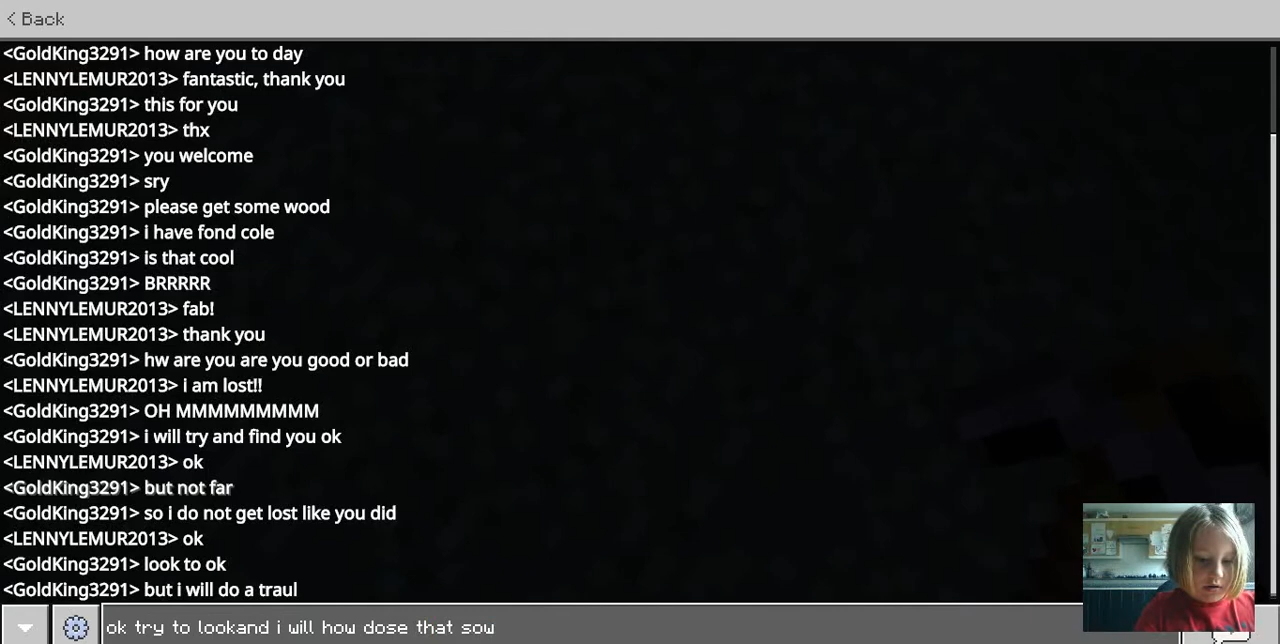 < Back
<GoldKing3291> how are you to day
<LENNYLEMUR2013> fantastic, thank you
<GoldKing3291> this for you
<LENNYLEMUR2013> thx
<GoldKing3291> you welcome
<GoldKing3291> sry
<GoldKing3291> please get some wood
<GoldKing3291> i have fond cole
<GoldKing3291> is that cool
<GoldKing3291> BRRRRR
<LENNYLEMUR2013> fab!
<LENNYLEMUR2013> thank you
<GoldKing3291> hw are you are you good or bad
<LENNYLEMUR2013> i am lost!!
<GoldKing3291> OH MMMMMMMMM
<GoldKing3291> i will try and find you ok
<LENNYLEMUR2013> ok
<GoldKing3291> but not far
<GoldKing3291> so i do not get lost like you did
<LENNYLEMUR2013> ok
<GoldKing3291> look to ok
<GoldKing3291> but i will do a traul
ok try to lookand i will how dose that sow